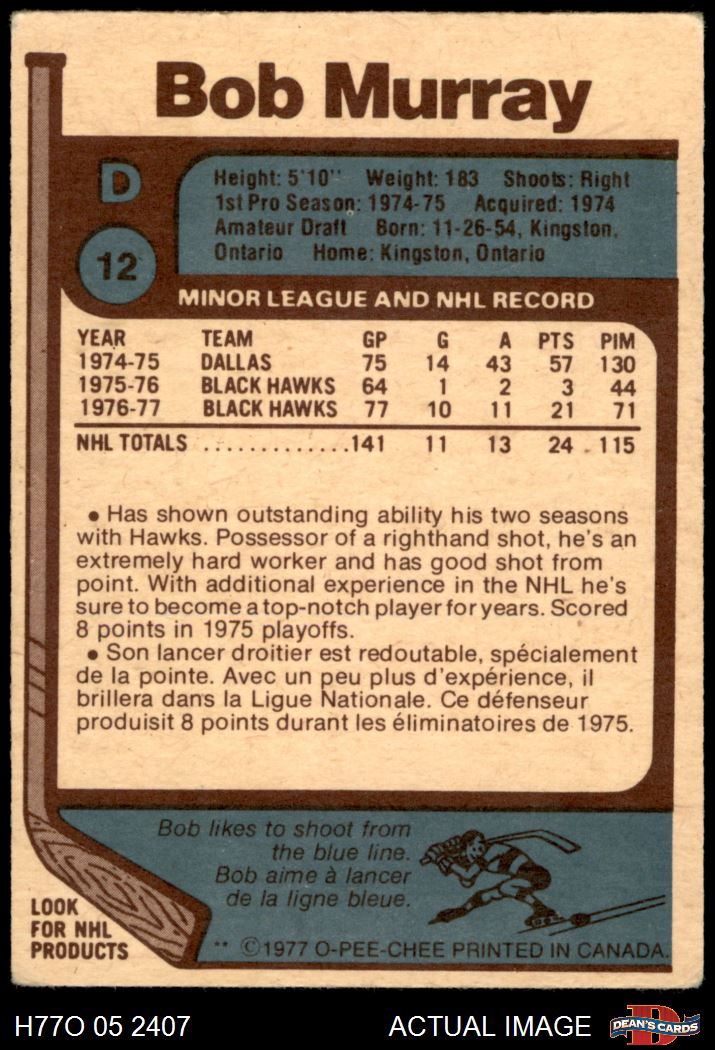 Bob Murray
D
12
Height: 5'10'' Weight: 183 Shoots: Right
1st Pro Season: 1974-75 Acquired: 1974
Amateur Draft Born: 11-26-54, Kingston,
Ontario Home: Kingston, Ontario
MINOR LEAGUE AND NHL RECORD
YEAR TEAM GP G A PTS PIM
1974-75 DALLAS 75 14 43 57 130
1975-76 BLACK HAWKS 64 1 2 3 44
1976-77 BLACK HAWKS 77 10 11 21 71
NHL TOTALS .............141 11 13 24 115
● Has shown outstanding ability his two seasons
with Hawks. Possessor of a righthand shot, he's an
extremely hard worker and has good shot from
point. With additional experience in the NHL he's
sure to become a top-notch player for years. Scored
8 points in 1975 playoffs.
● Son lancer droitier est redoutable, spécialement
de la pointe. Avec un peu plus d'expérience, il
brillera dans la Ligue Nationale. Ce défenseur
produisit 8 points durant les éliminatoires de 1975.
Bob likes to shoot from
the blue line.
Bob aime à lancer
de la ligne bleue.
LOOK
FOR NHL
PRODUCTS
** ©1977 O-PEE-CHEE PRINTED IN CANADA.
H77O 05 2407 ACTUAL IMAGE
DEAN'S CARDS